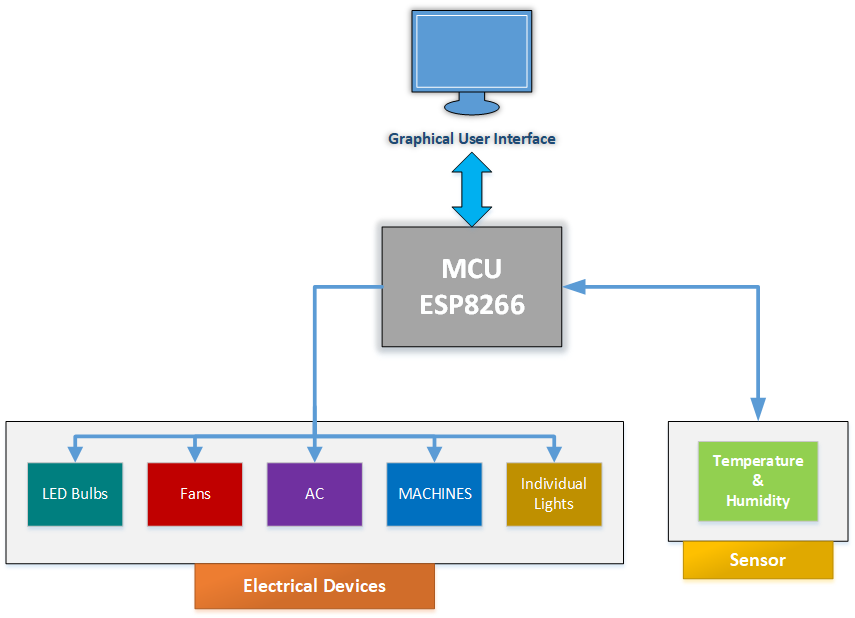 Graphical User Interface
MCU
ESP8266
LED Bulbs
Fans
AC
MACHINES
Individual
Lights
Temperature
&
Humidity
Electrical Devices
Sensor